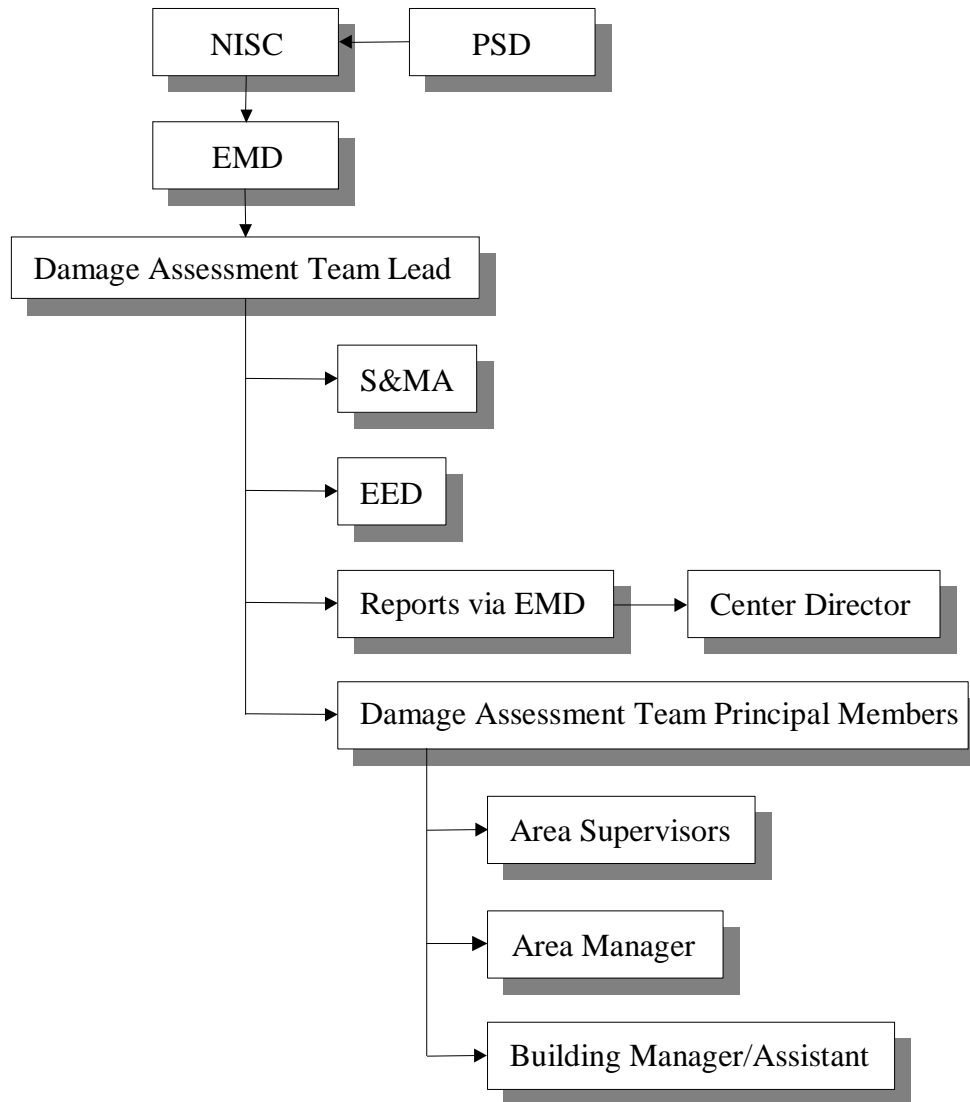 NISC
PSD
EMD
Damage Assessment Team Lead
S&MA
EED
Reports via EMD
Center Director
Damage Assessment Team Principal Members
Area Supervisors
Area Manager
Building Manager/Assistant